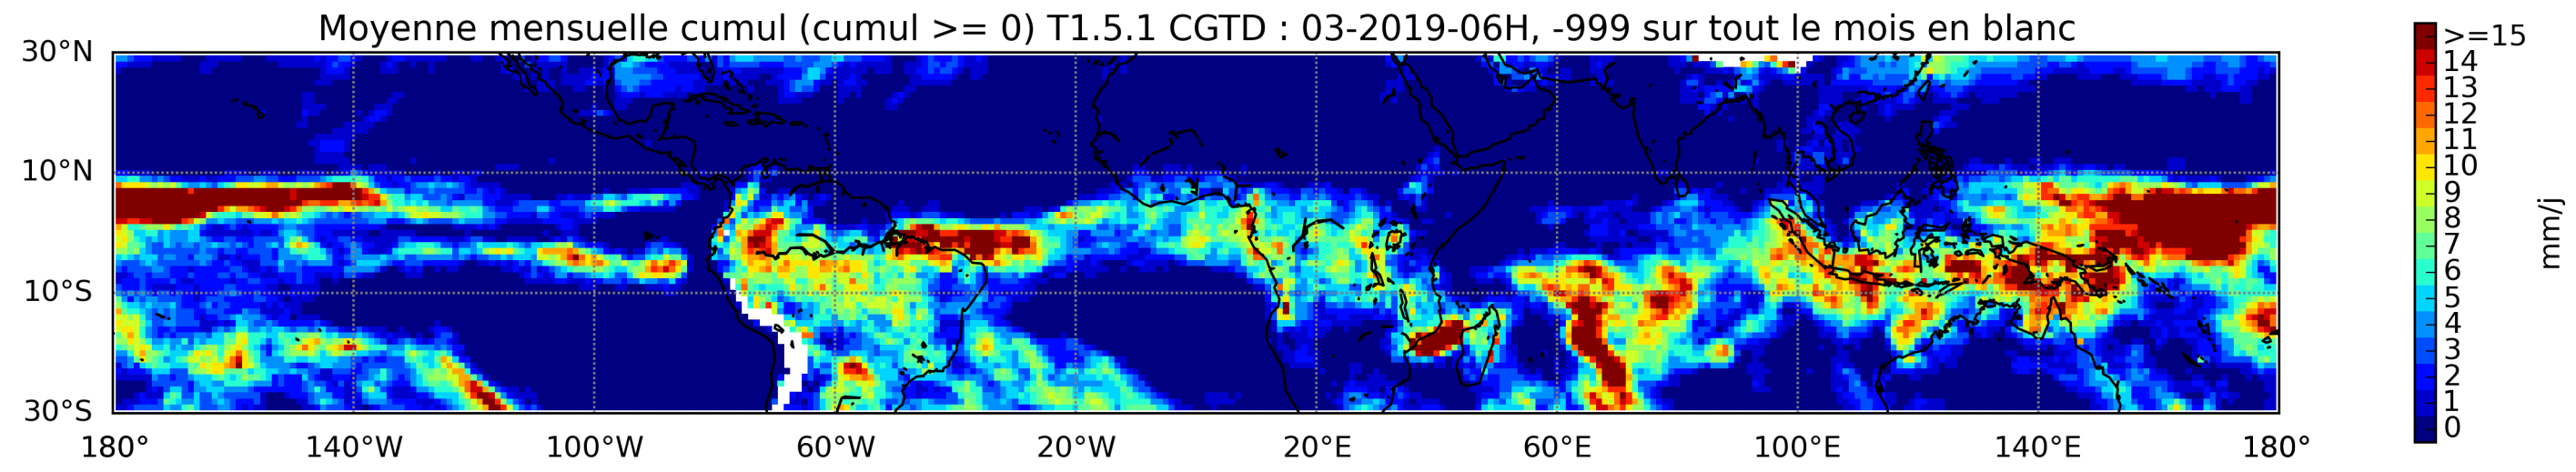 Moyenne mensuelle cumul (cumul >= 0) T1.5.1 CGTD : 03-2019-06H, -999 sur tout le mois en blanc
30°N
10°N
10°S
30°S
180° 140°W 100°W 60°W 20°W 20°E 60°E 100°E 140°E 180°
>=15
14
13
12
11
10
9
8
7
6
5
4
3
2
1
0
mm/j